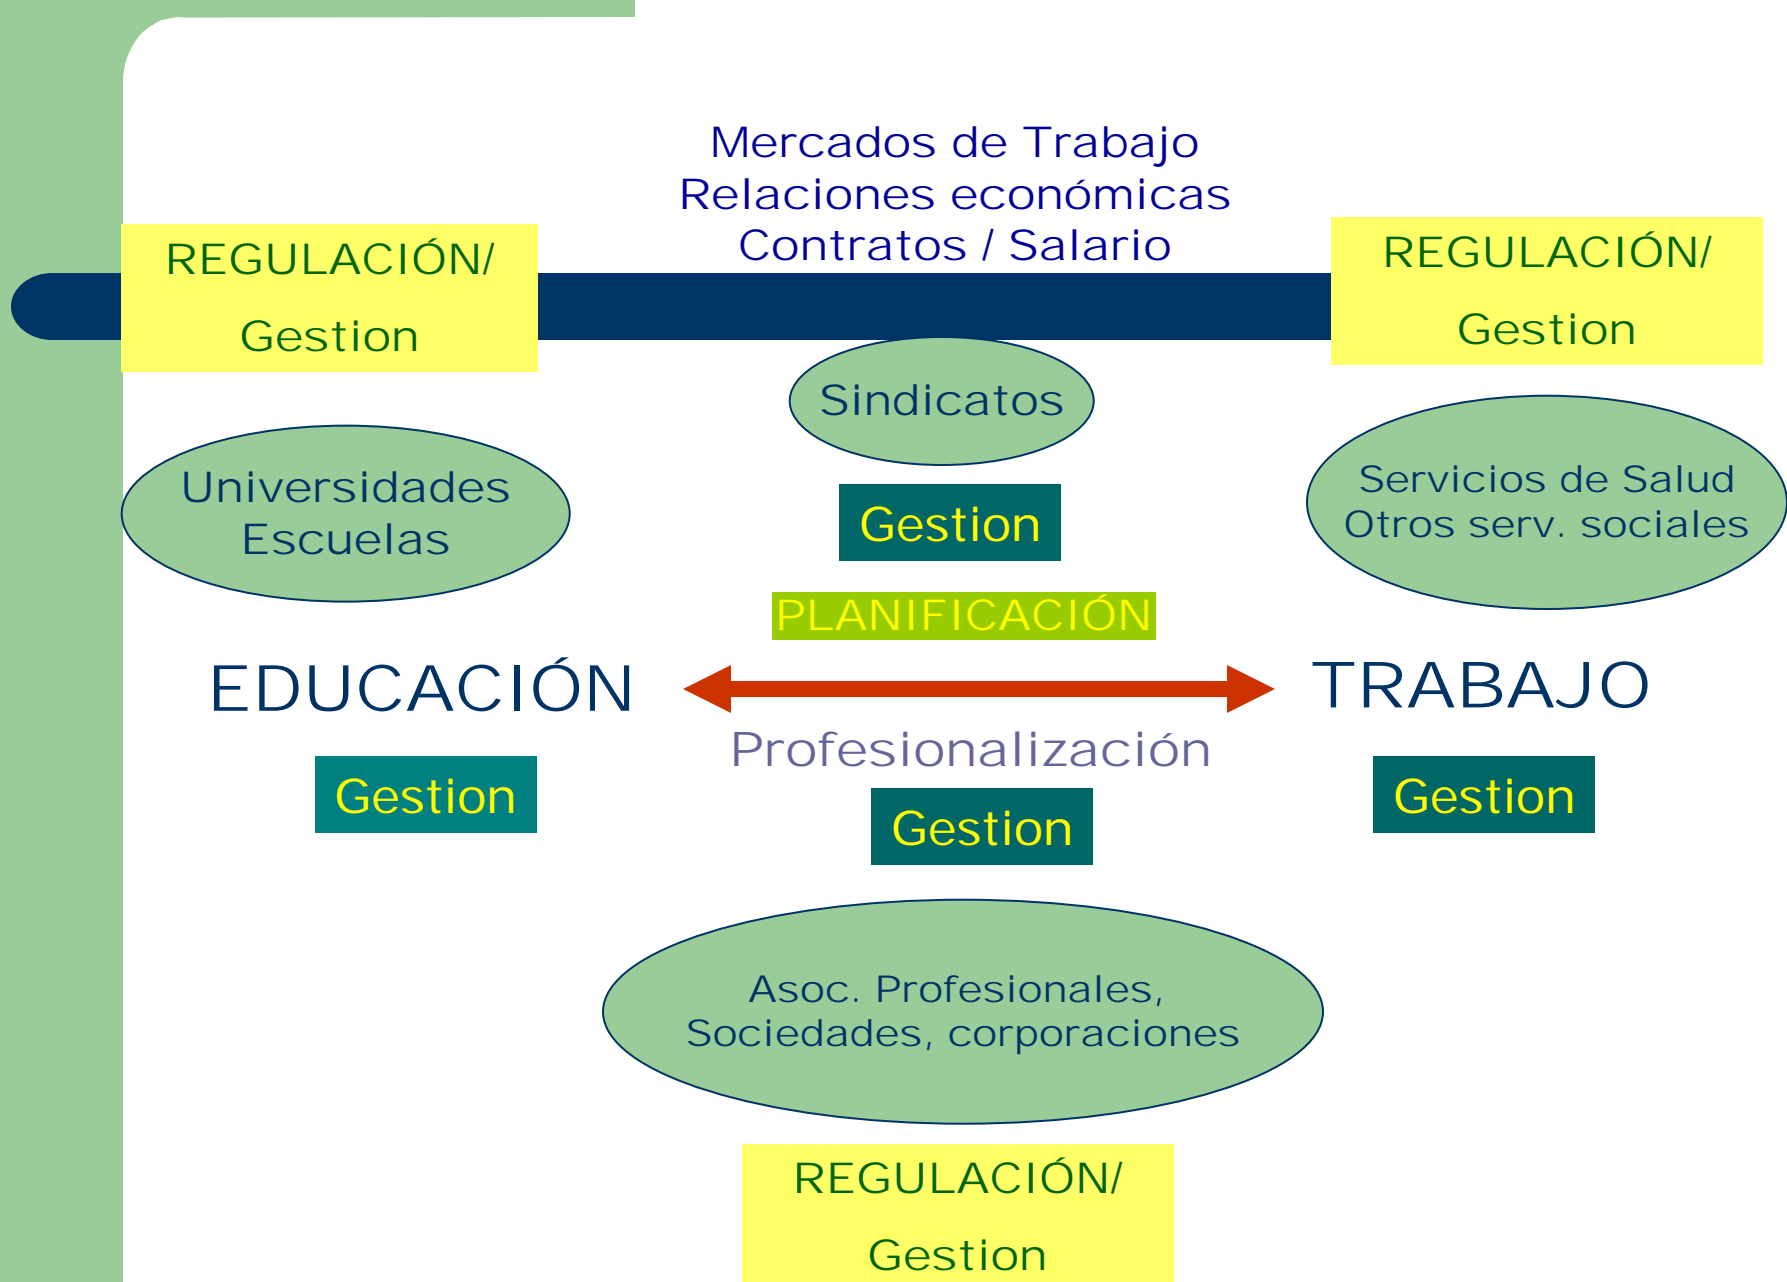 Mercados de Trabajo
Relaciones económicas
Contratos / Salario
REGULACIÓN/
Gestion
REGULACIÓN/
Gestion
Sindicatos
Universidades
Escuelas
Servicios de Salud
Otros serv. sociales
Gestion
PLANIFICACIÓN
EDUCACIÓN
TRABAJO
Profesionalización
Gestion
Gestion
Gestion
Asoc. Profesionales,
Sociedades, corporaciones
REGULACIÓN/
Gestion